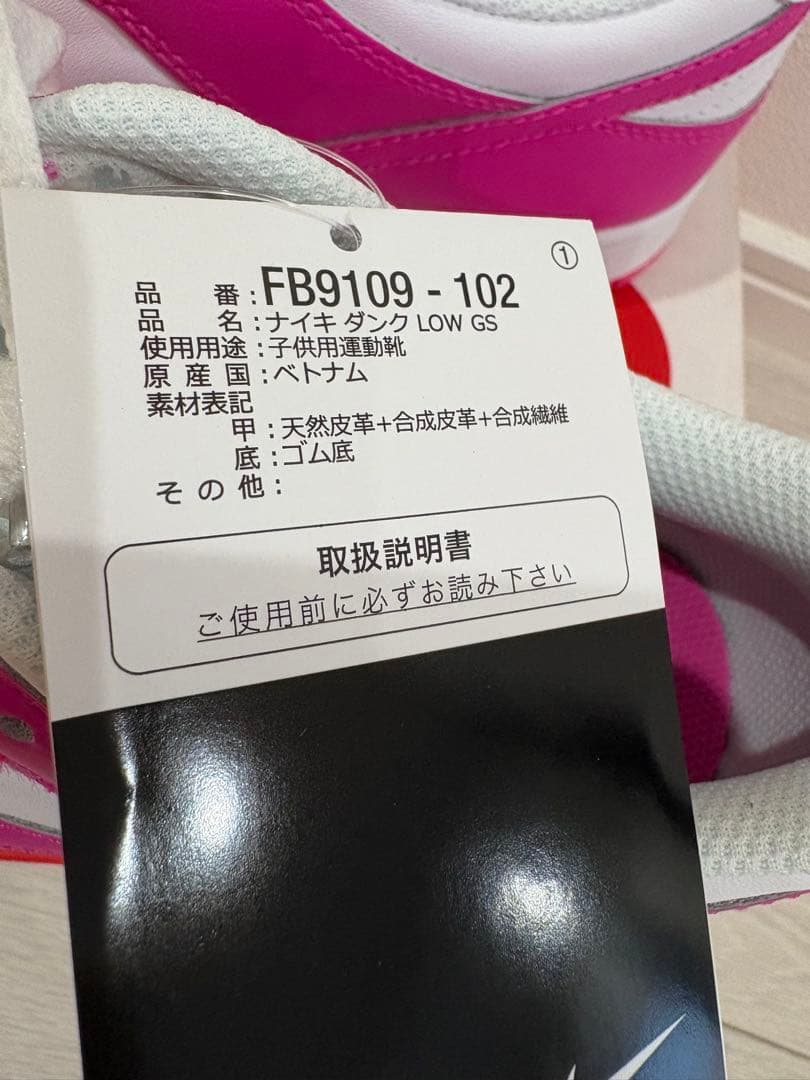 ①
品番:FB9109-102
品名:ナイキ ダンク LOW GS
使用用途:子供用運動靴
原産国:ベトナム
素材表記
甲:天然皮革+合成皮革+合成繊維
底:ゴム底
その他:
取扱説明書
ご使用前に必ずお読み下さい